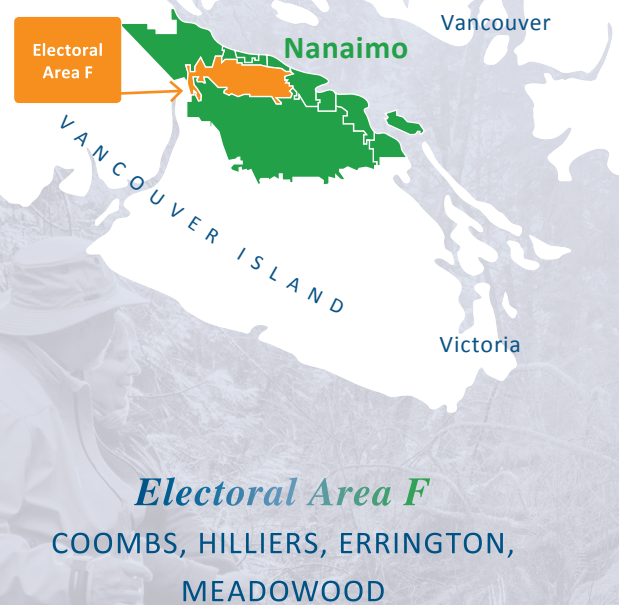 Vancouver
Electoral
Area F
Nanaimo
VANCOUVER ISLAND
Victoria
Electoral Area F
COOMBS, HILLIERS, ERRINGTON,
MEADOWOOD